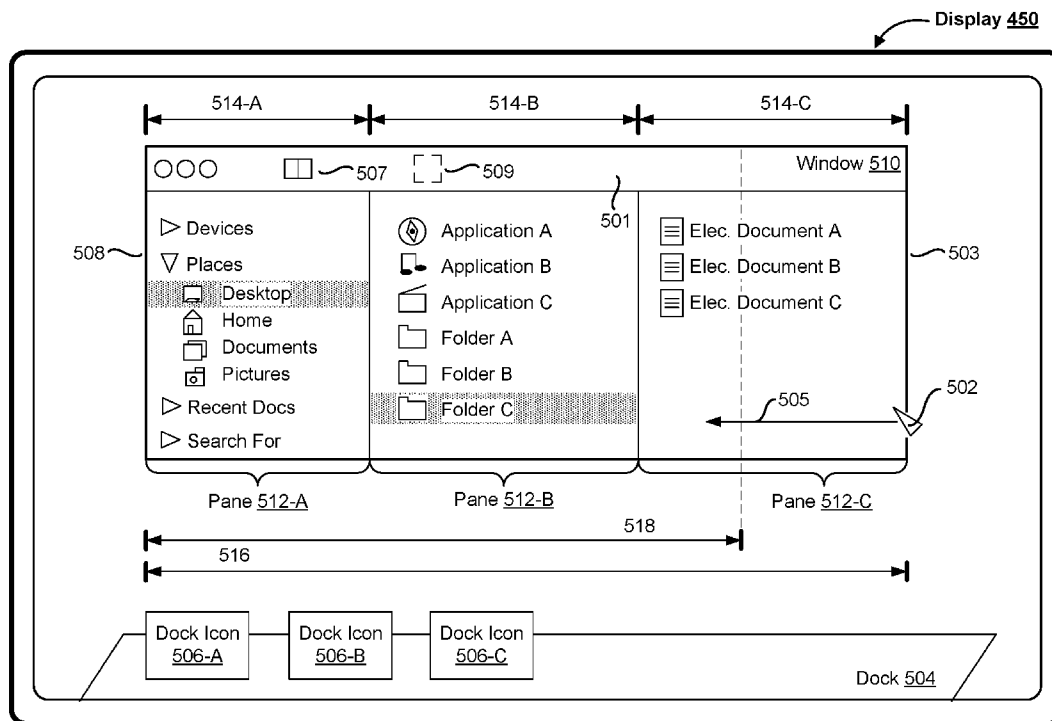 Display 450
514-A 514-B 514-C
507 509 501 Window 510
508
503
Devices
Places
Desktop
Home
Documents
Pictures
Recent Docs
Search For
Application A
Application B
Application C
Folder A
Folder B
Folder C
Elec. Document A
Elec. Document B
Elec. Document C
505
502
Pane 512-A Pane 512-B Pane 512-C
518
516
Dock Icon
506-A
Dock Icon
506-B
Dock Icon
506-C
Dock 504